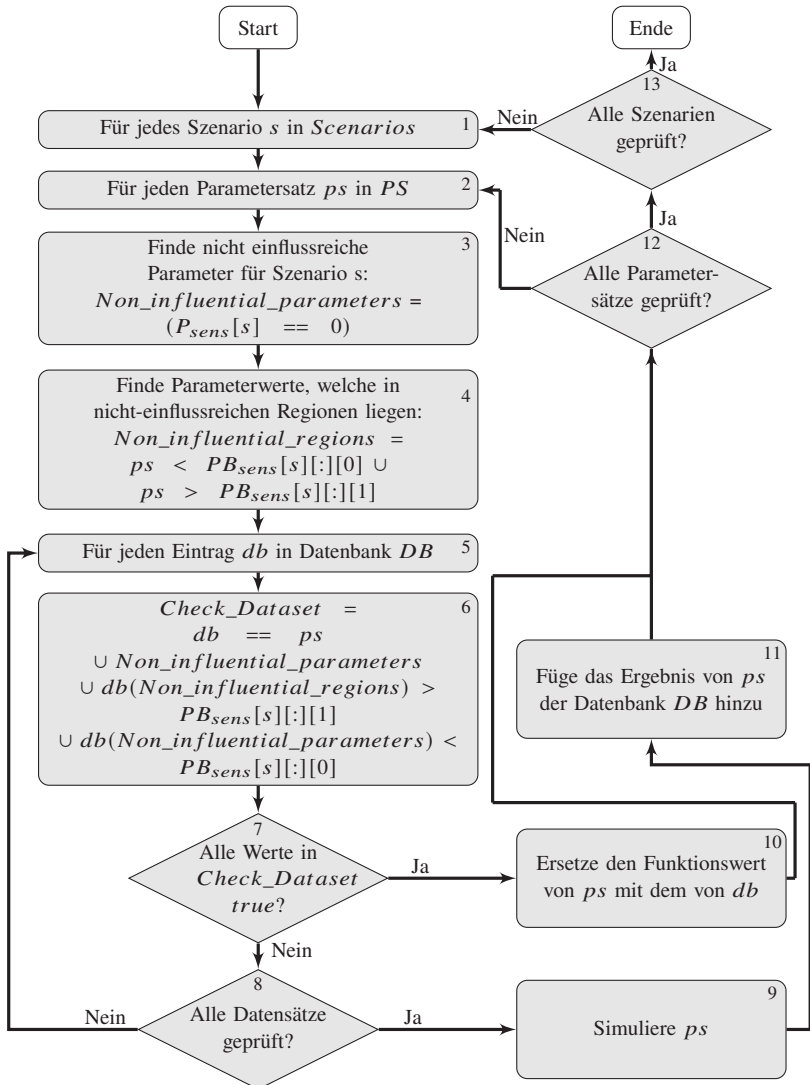 Start
Ende
Ja
13
Alle Szenarien
geprüft?
Nein
Für jedes Szenario s in Scenarios
1
Für jeden Parametersatz ps in PS
2
Ja
Nein
12
Alle Parameter-
sätze geprüft?
Finde nicht einflussreiche
3
Parameter für Szenario s:
Non_influential_parameters =
(P_sens[s] == 0)
Finde Parameterwerte, welche in
4
nicht-einflussreichen Regionen liegen:
Non_influential_regions =
ps < PB_sens[s][:][0] ∪
ps > PB_sens[s][:][1]
Für jeden Eintrag db in Datenbank DB
5
Check_Dataset =
6
db == ps
∪ Non_influential_parameters
∪ db(Non_influential_regions) >
PB_sens[s][:][1]
∪ db(Non_influential_parameters) <
PB_sens[s][:][0]
11
Füge das Ergebnis von ps
der Datenbank DB hinzu
7
Alle Werte in
Check_Dataset
true?
Ja
10
Ersetze den Funktionswert
von ps mit dem von db
Nein
8
Alle Datensätze
geprüft?
Nein
Ja
9
Simuliere ps